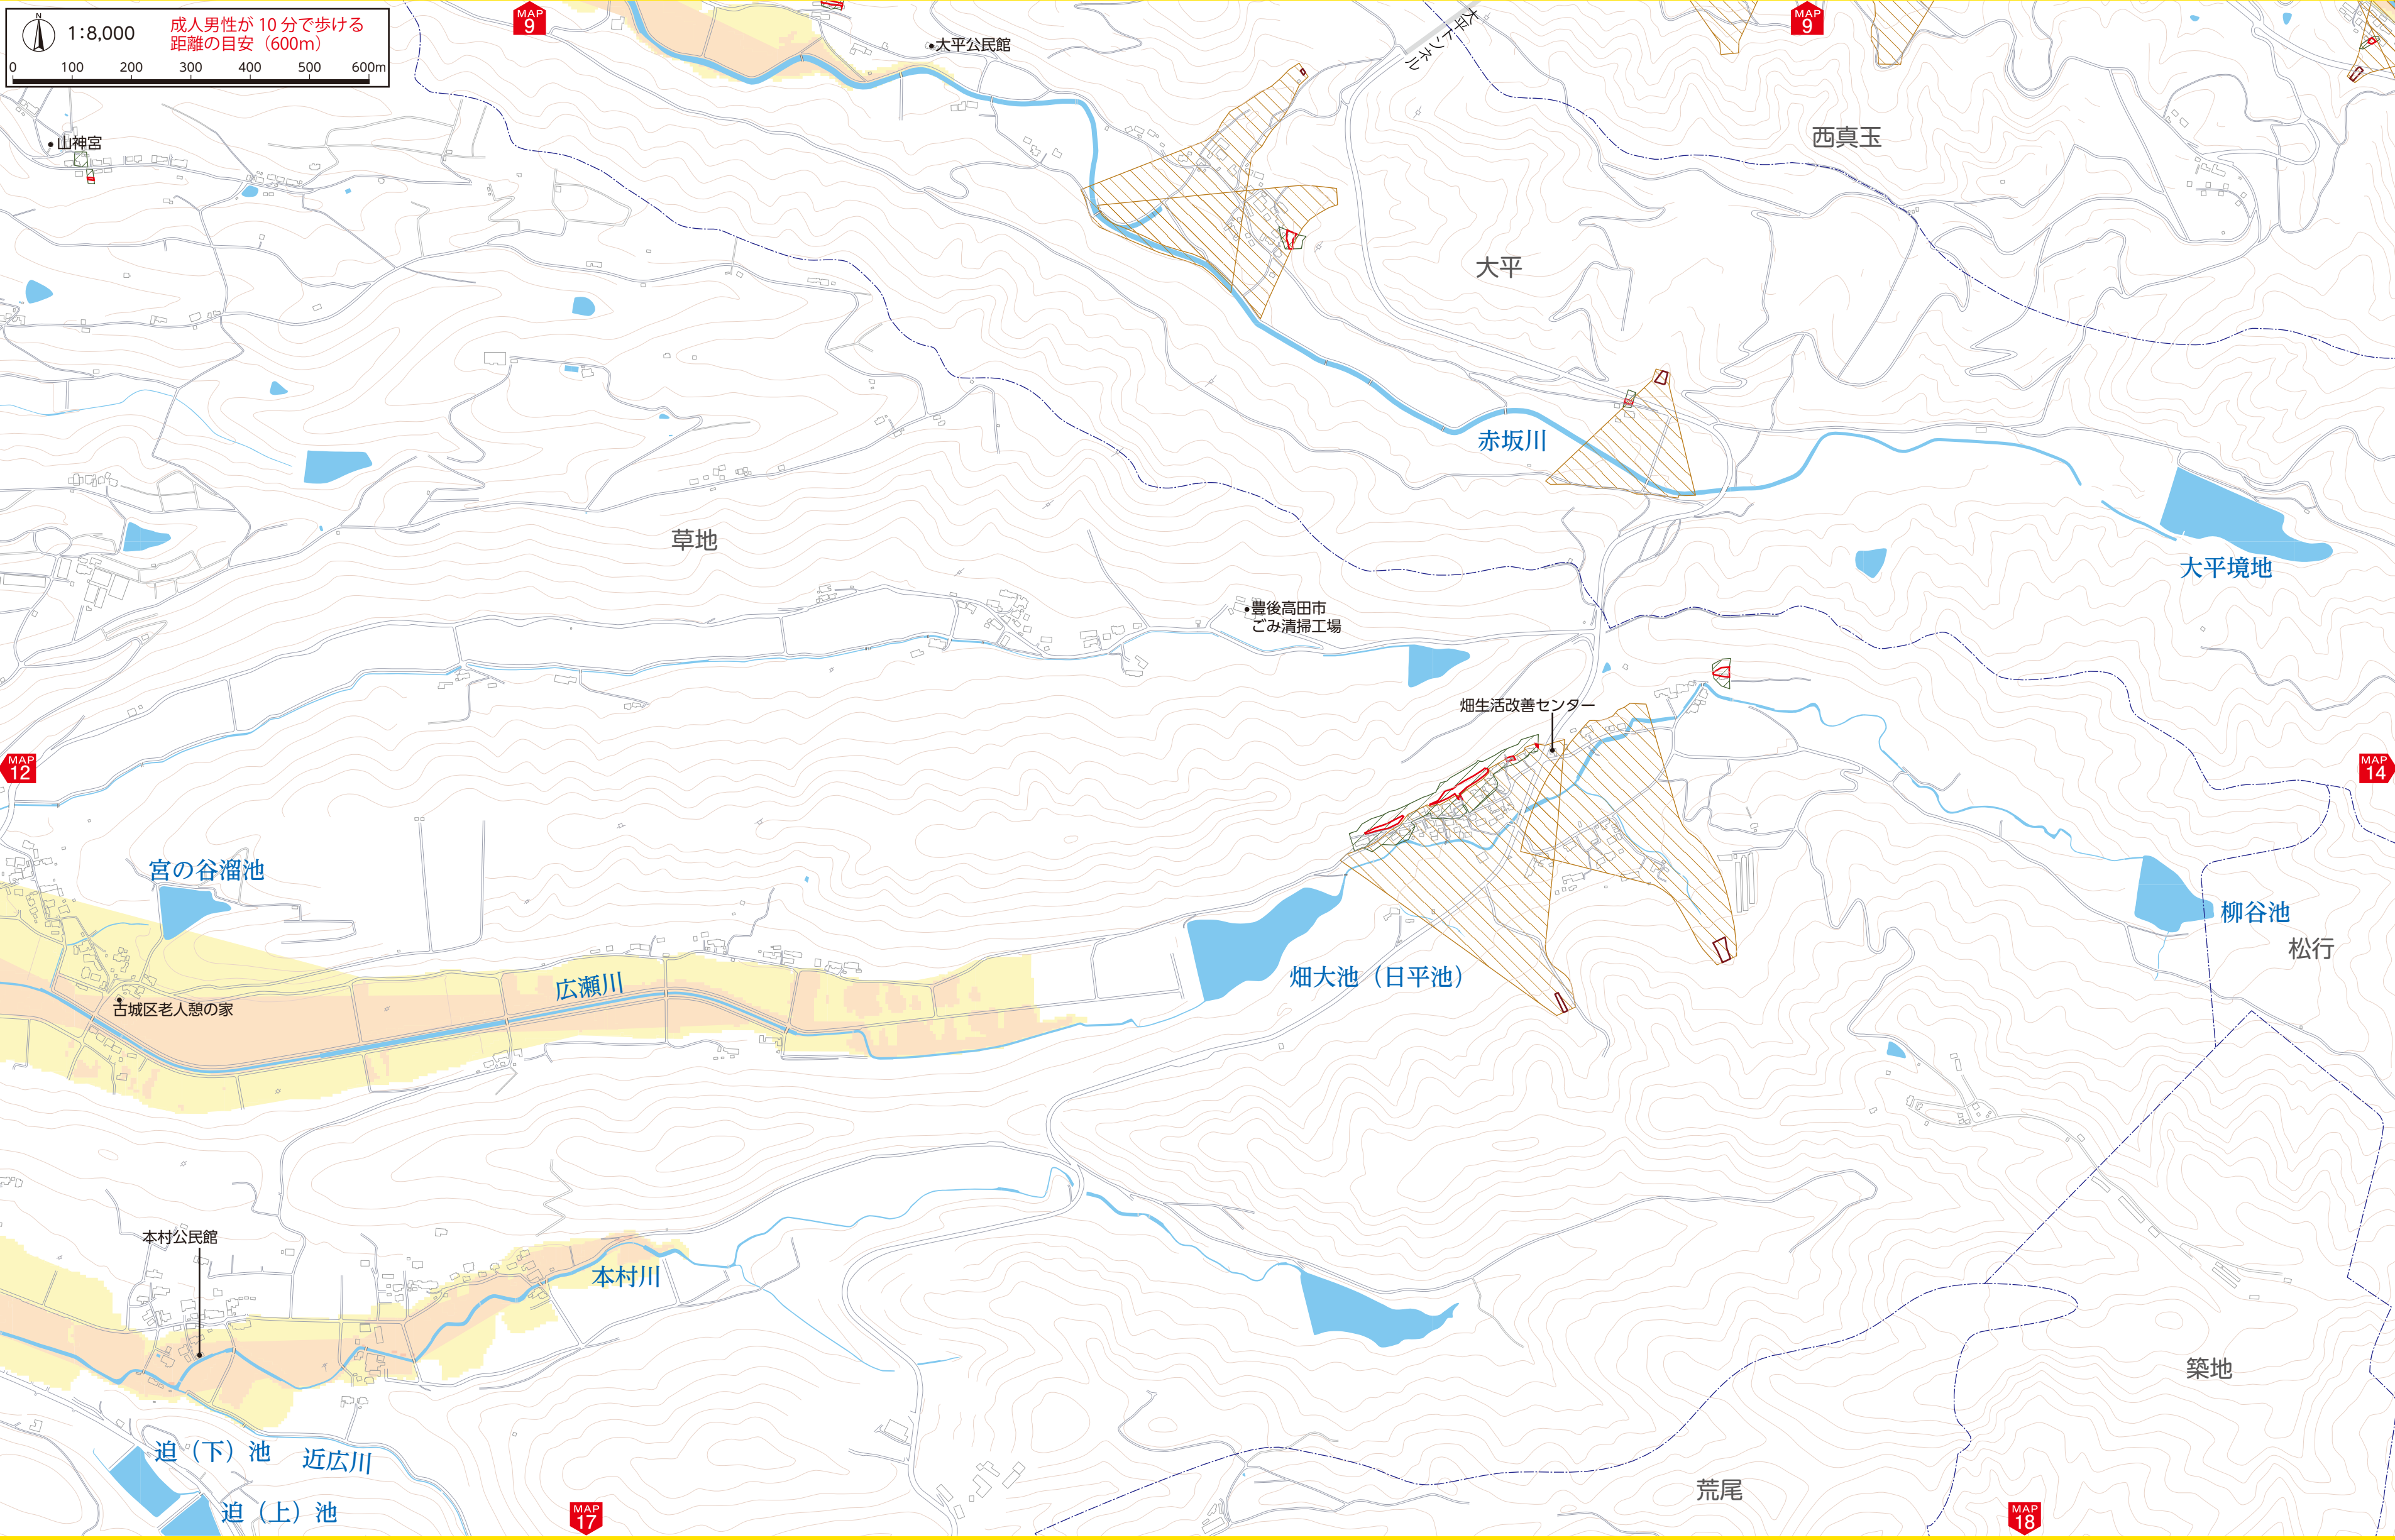 N
1:8,000
成人男性が 10 分で歩ける
距離の目安（600m）
0 100 200 300 400 500 600m
MAP
9
MAP
9
大平公民館
大平トンネル
山神宮
西真玉
大平
赤坂川
草地
大平境地
豊後高田市
ごみ清掃工場
畑生活改善センター
MAP
12
MAP
14
宮の谷溜池
柳谷池
松行
広瀬川
畑大池（日平池）
古城区老人憩の家
本村公民館
本村川
築地
迫（下）池
近広川
迫（上）池
荒尾
MAP
17
MAP
18